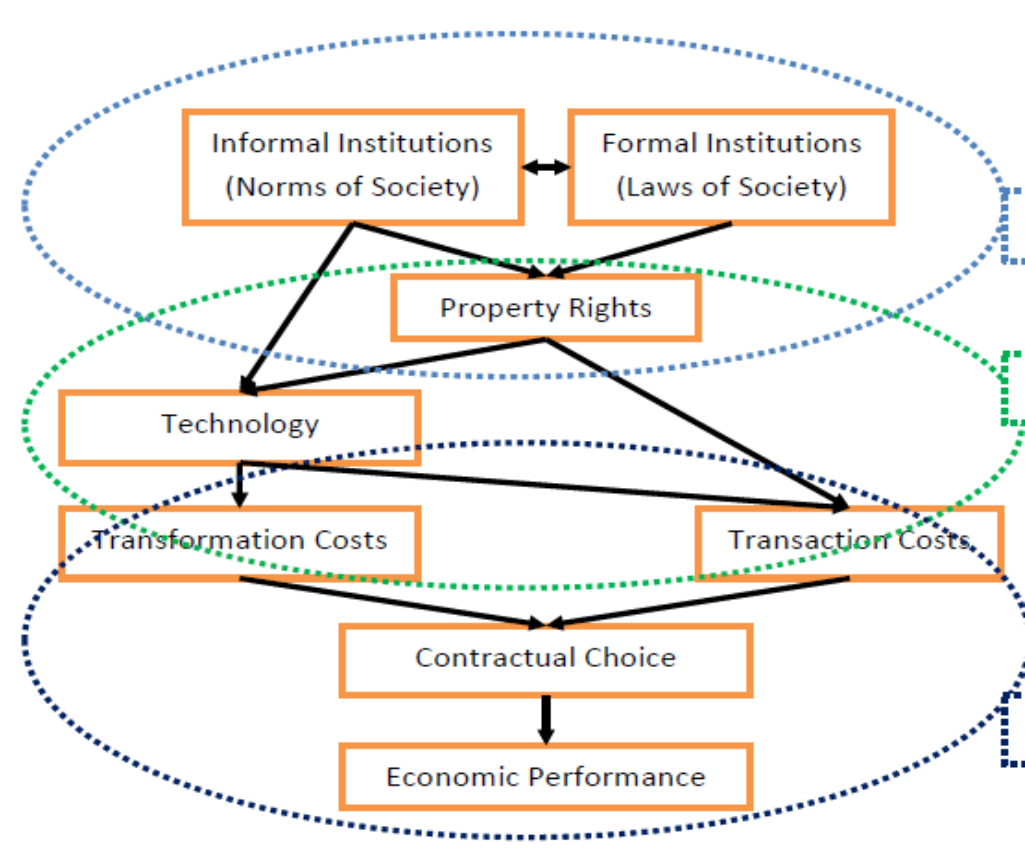 Informal Institutions
(Norms of Society)
Formal Institutions
(Laws of Society)
Property Rights
Technology
Transformation Costs
Transaction Costs
Contractual Choice
Economic Performance